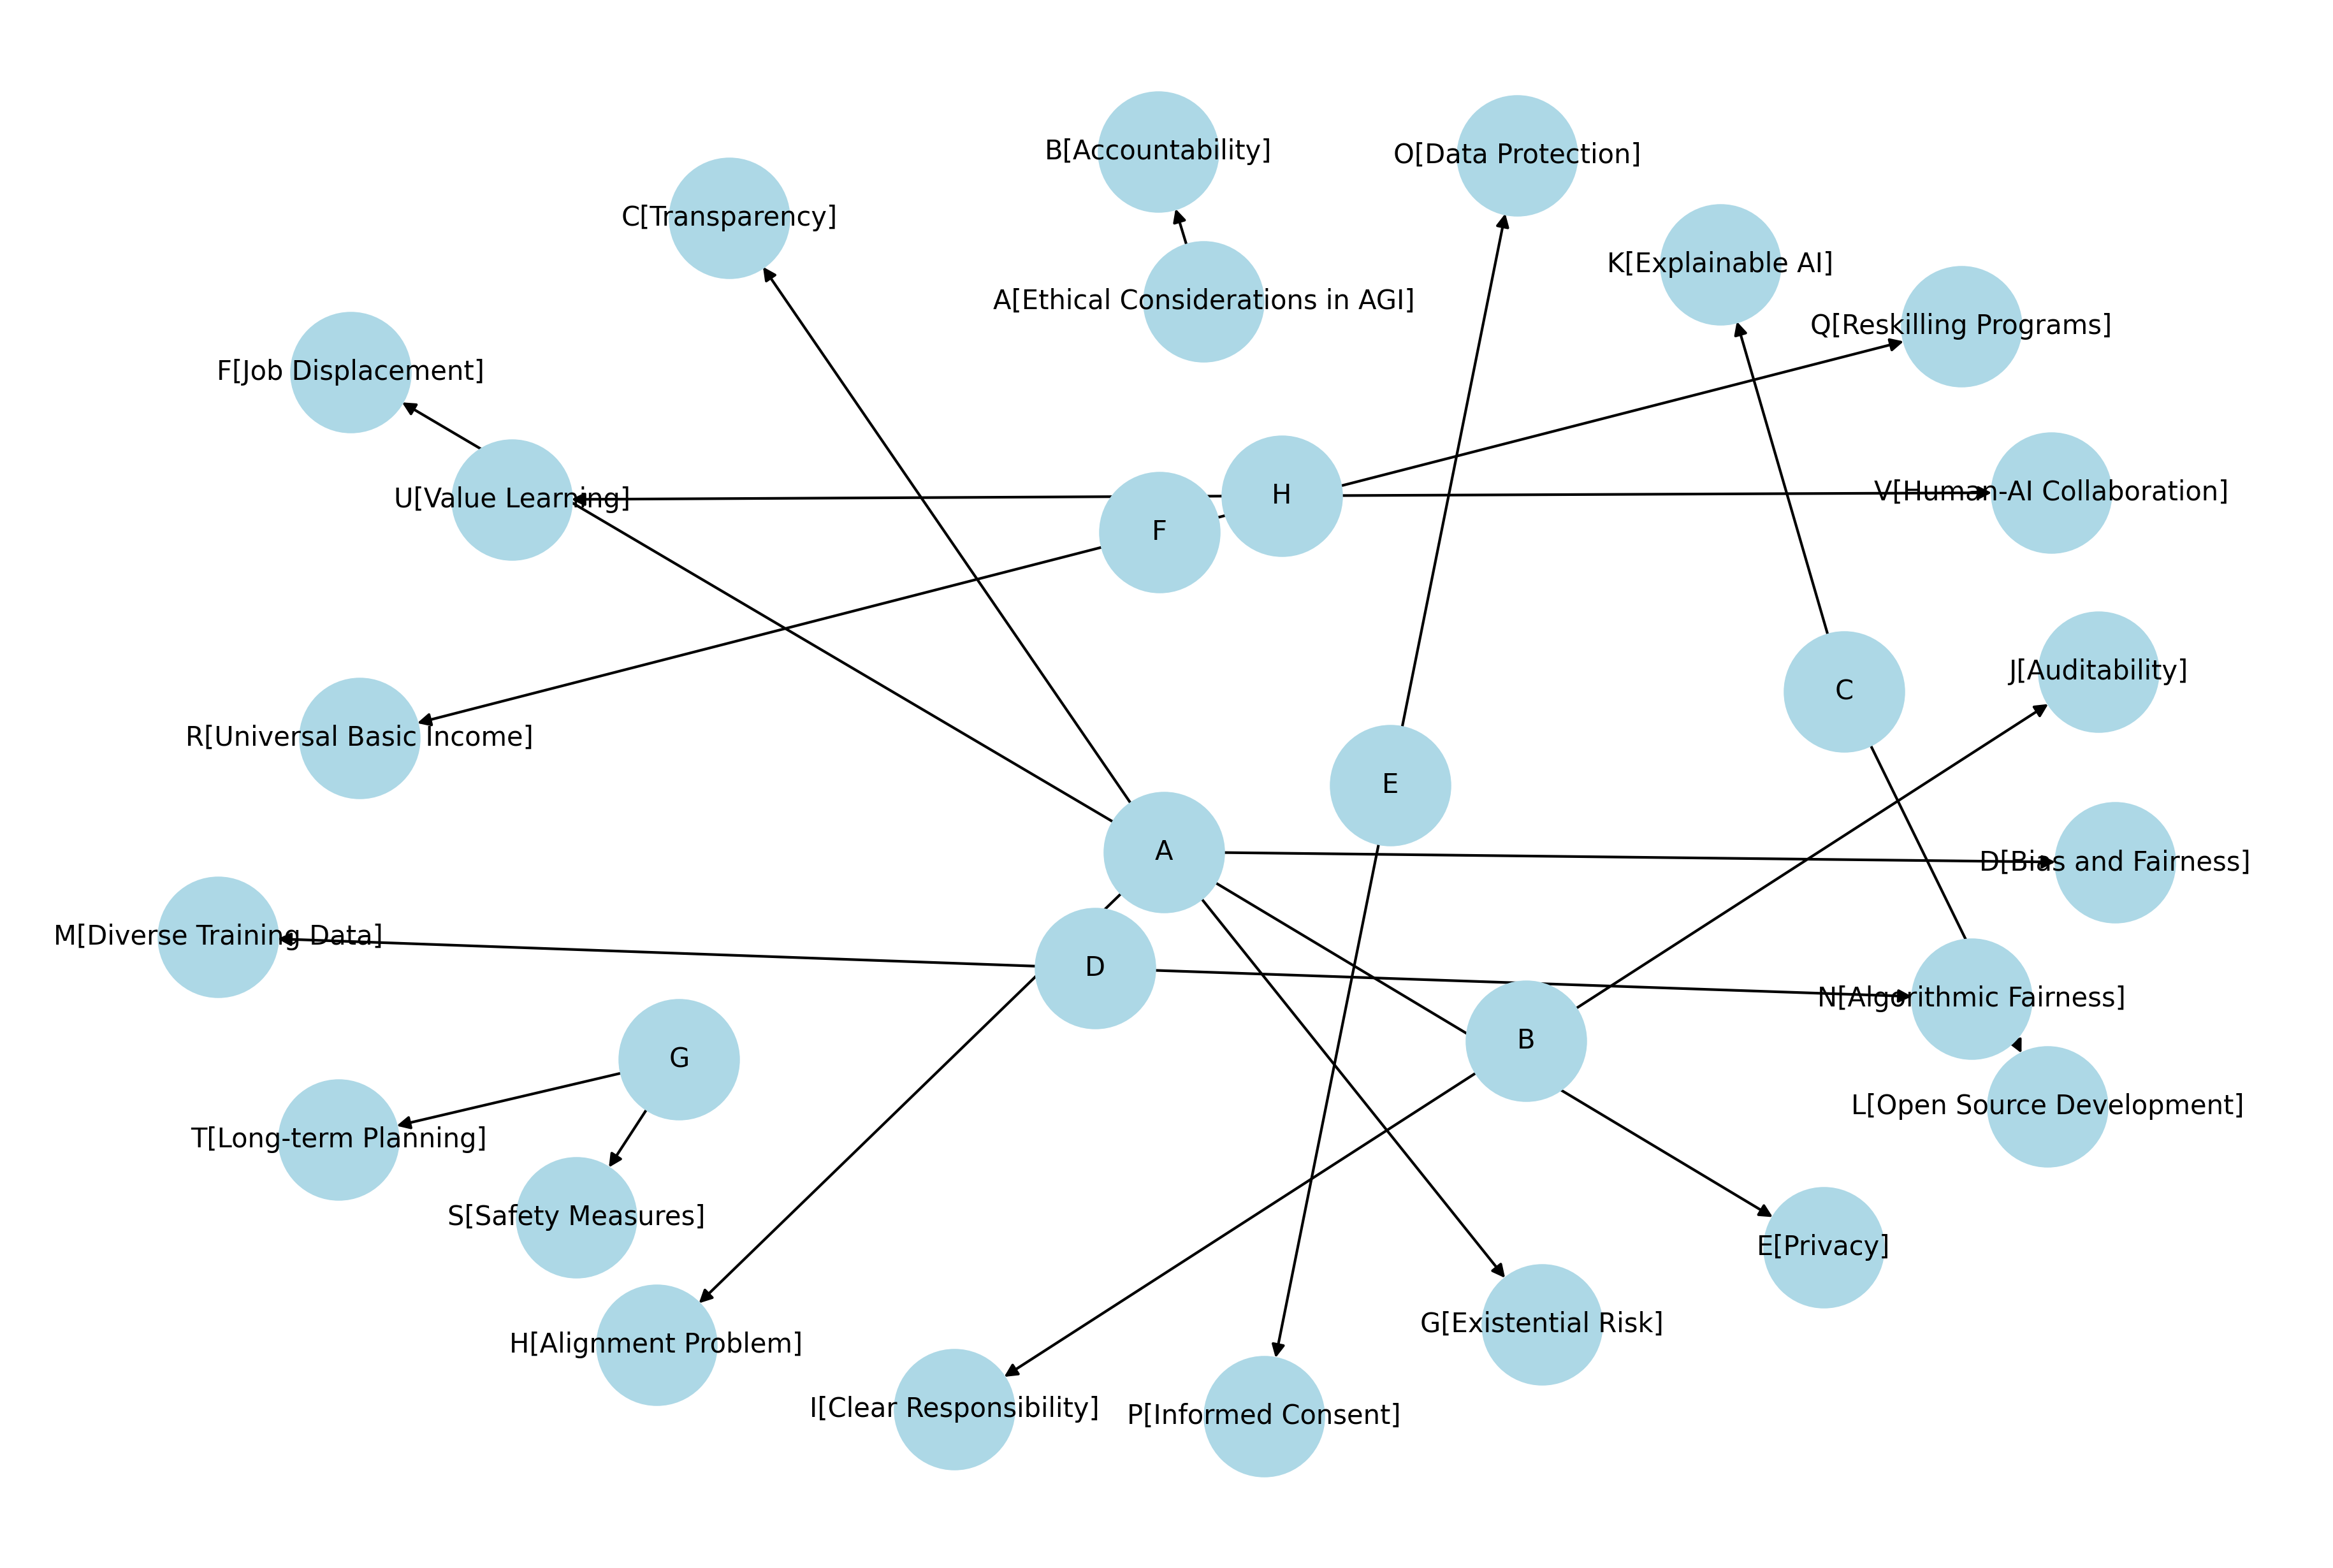 B[Accountability]
O[Data Protection]
C[Transparency]
K[Explainable AI]
A[Ethical Considerations in AGI]
Q[Reskilling Programs]
F[Job Displacement]
U[Value Learning]
H
V[Human-AI Collaboration]
F
J[Auditability]
C
R[Universal Basic Income]
E
A
D[Bias and Fairness]
M[Diverse Training Data]
D
N[Algorithmic Fairness]
B
G
L[Open Source Development]
T[Long-term Planning]
S[Safety Measures]
E[Privacy]
G[Existential Risk]
H[Alignment Problem]
I[Clear Responsibility]
P[Informed Consent]